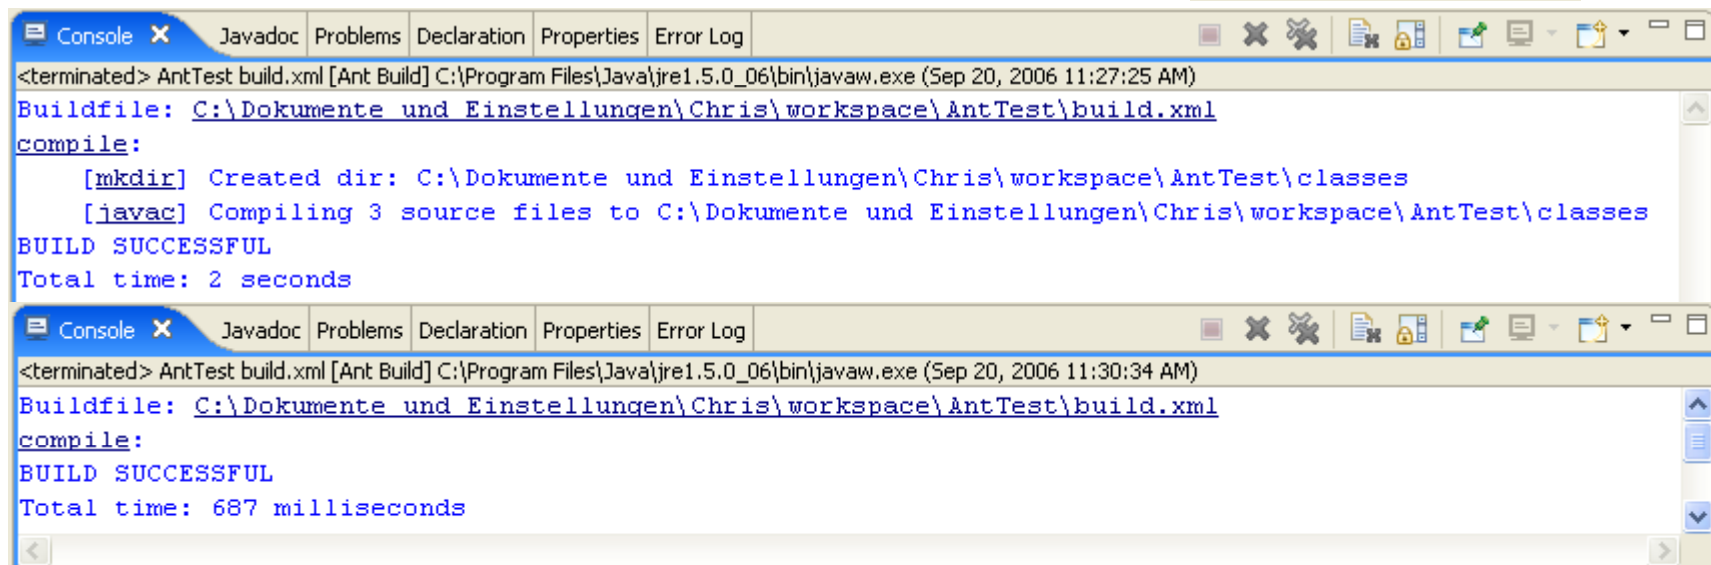 Console Javadoc Problems Declaration Properties Error Log
<terminated> AntTest build.xml [Ant Build] C:\Program Files\Java\jre1.5.0_06\bin\javaw.exe (Sep 20, 2006 11:27:25 AM)
Buildfile: C:\Dokumente und Einstellungen\Chris\workspace\AntTest\build.xml
compile:
[mkdir] Created dir: C:\Dokumente und Einstellungen\Chris\workspace\AntTest\classes
[javac] Compiling 3 source files to C:\Dokumente und Einstellungen\Chris\workspace\AntTest\classes
BUILD SUCCESSFUL
Total time: 2 seconds
Console Javadoc Problems Declaration Properties Error Log
<terminated> AntTest build.xml [Ant Build] C:\Program Files\Java\jre1.5.0_06\bin\javaw.exe (Sep 20, 2006 11:30:34 AM)
Buildfile: C:\Dokumente und Einstellungen\Chris\workspace\AntTest\build.xml
compile:
BUILD SUCCESSFUL
Total time: 687 milliseconds